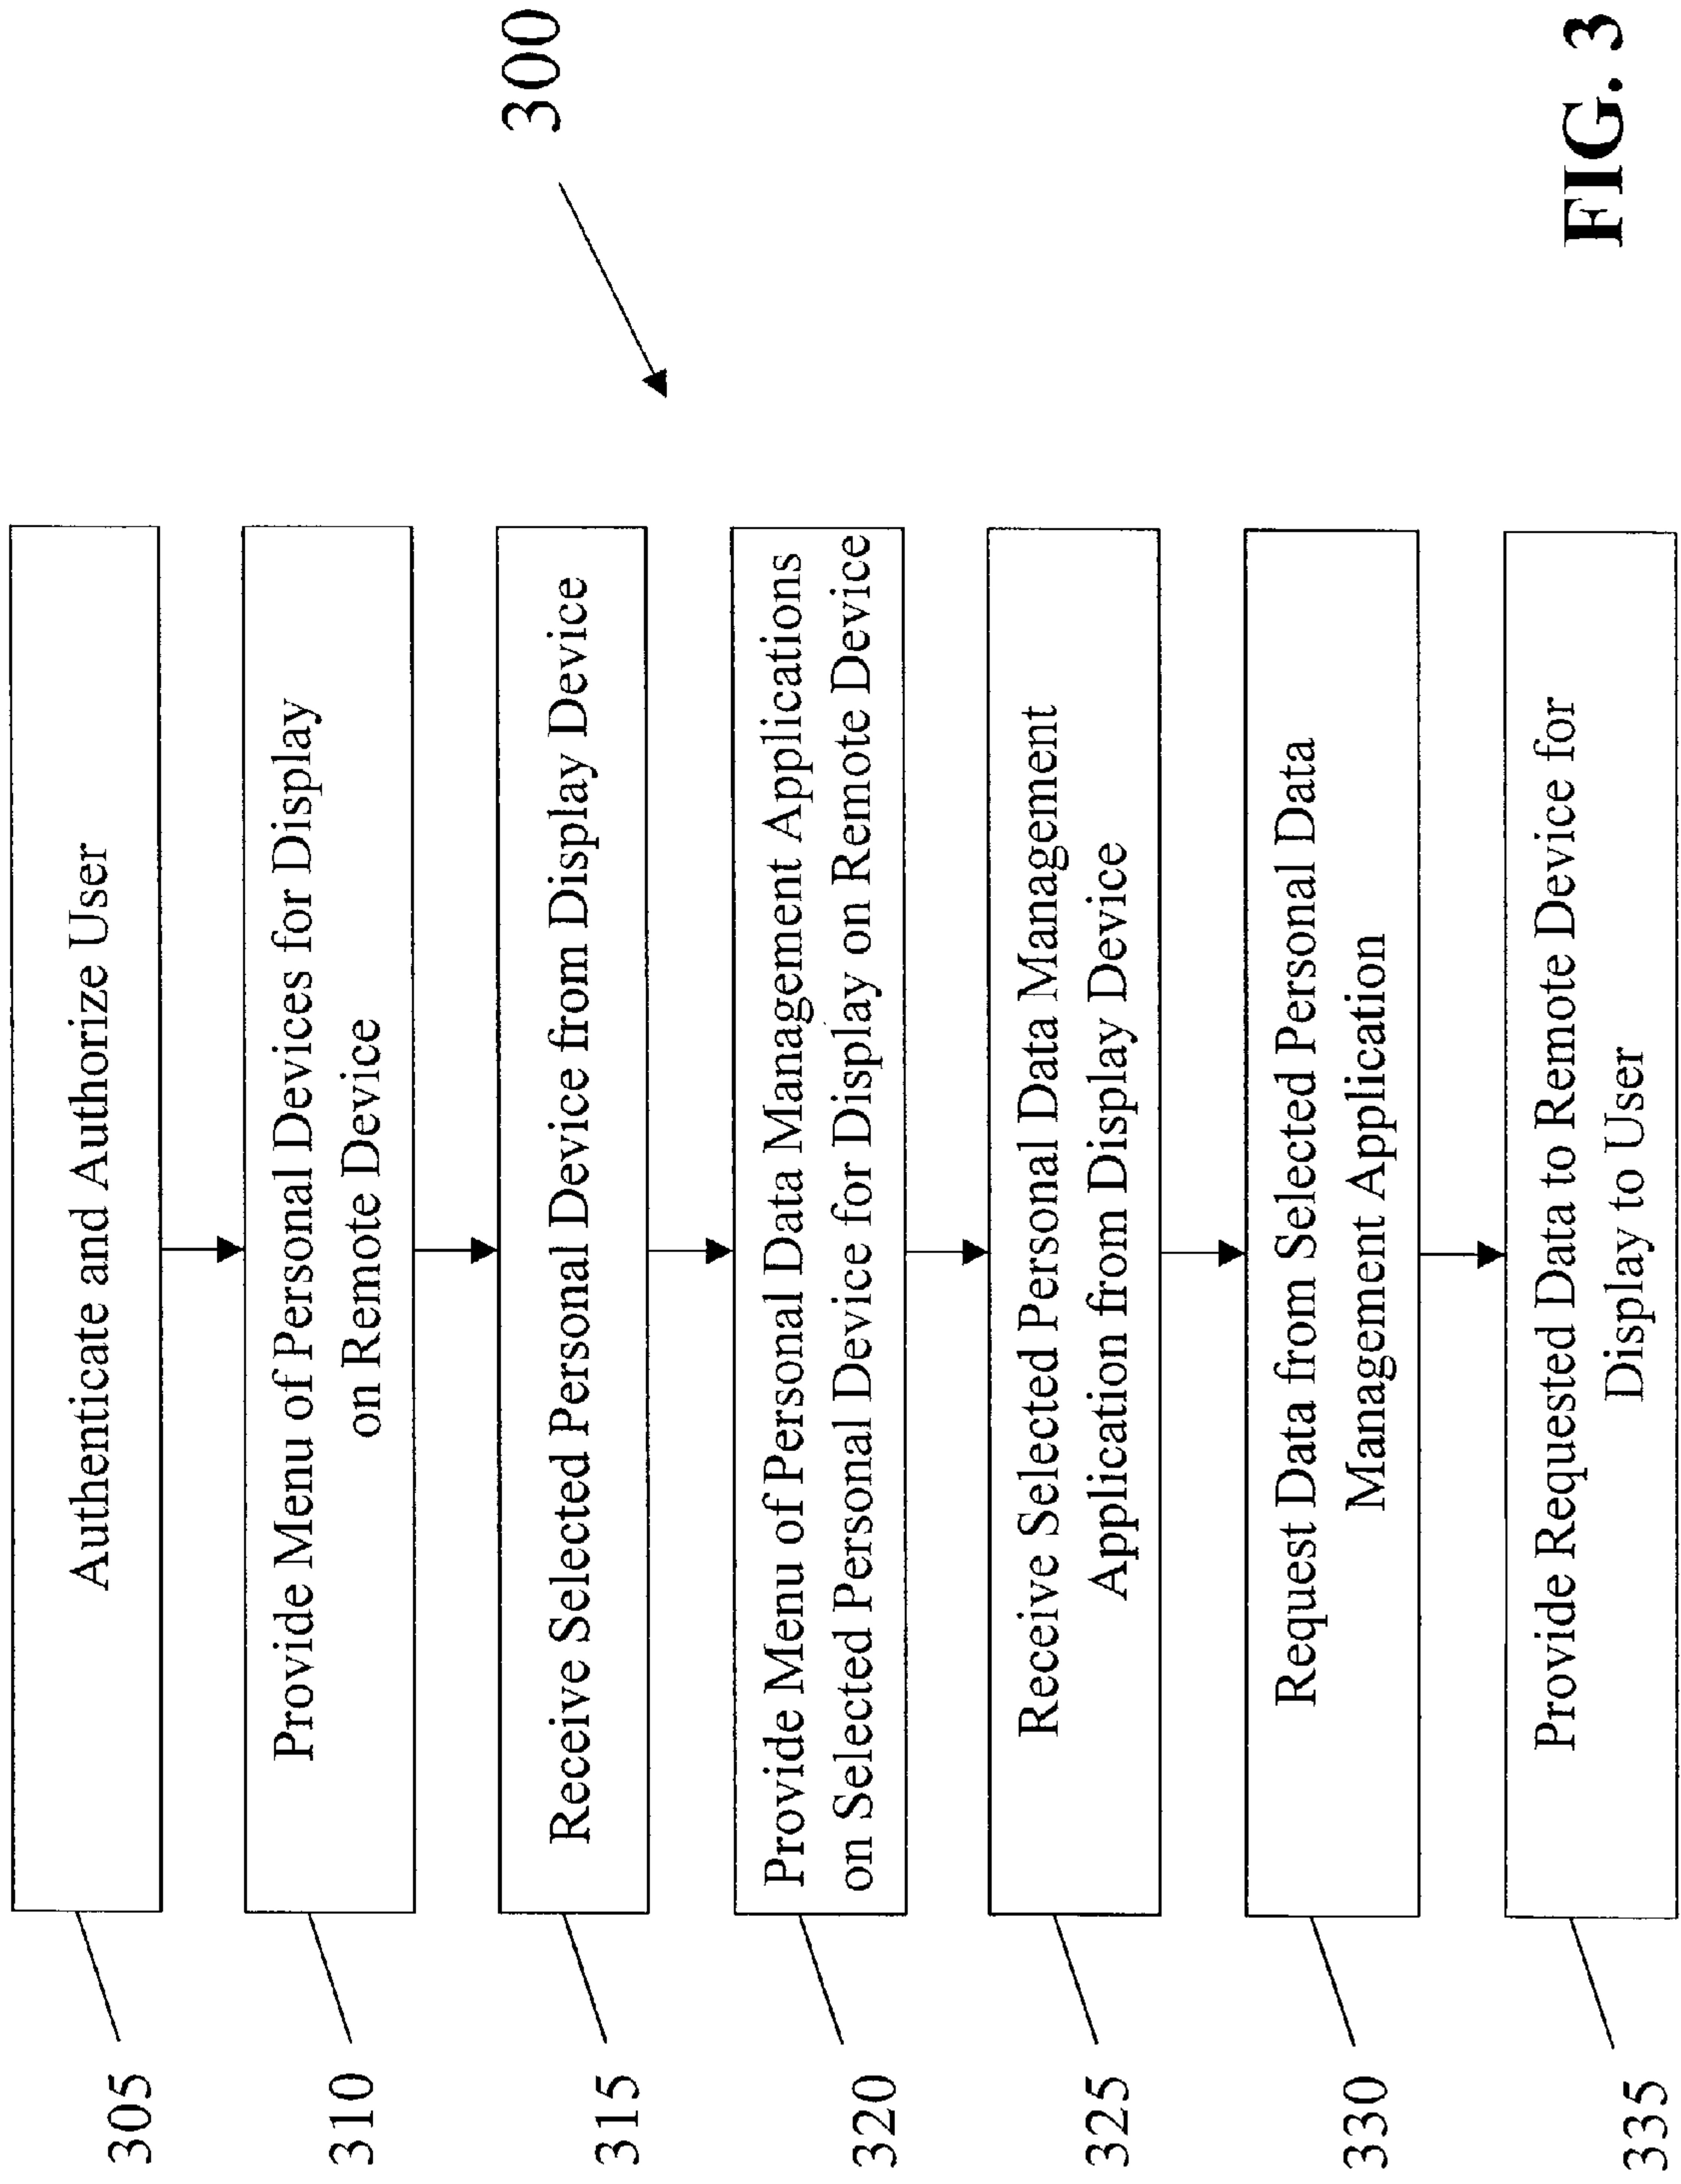 300
305
Authenticate and Authorize User
310
Provide Menu of Personal Devices for Display
on Remote Device
315
Receive Selected Personal Device from Display Device
320
Provide Menu of Personal Data Management Applications
on Selected Personal Device for Display on Remote Device
325
Receive Selected Personal Data Management
Application from Display Device
330
Request Data from Selected Personal Data
Management Application
335
Provide Requested Data to Remote Device for
Display to User
FIG. 3